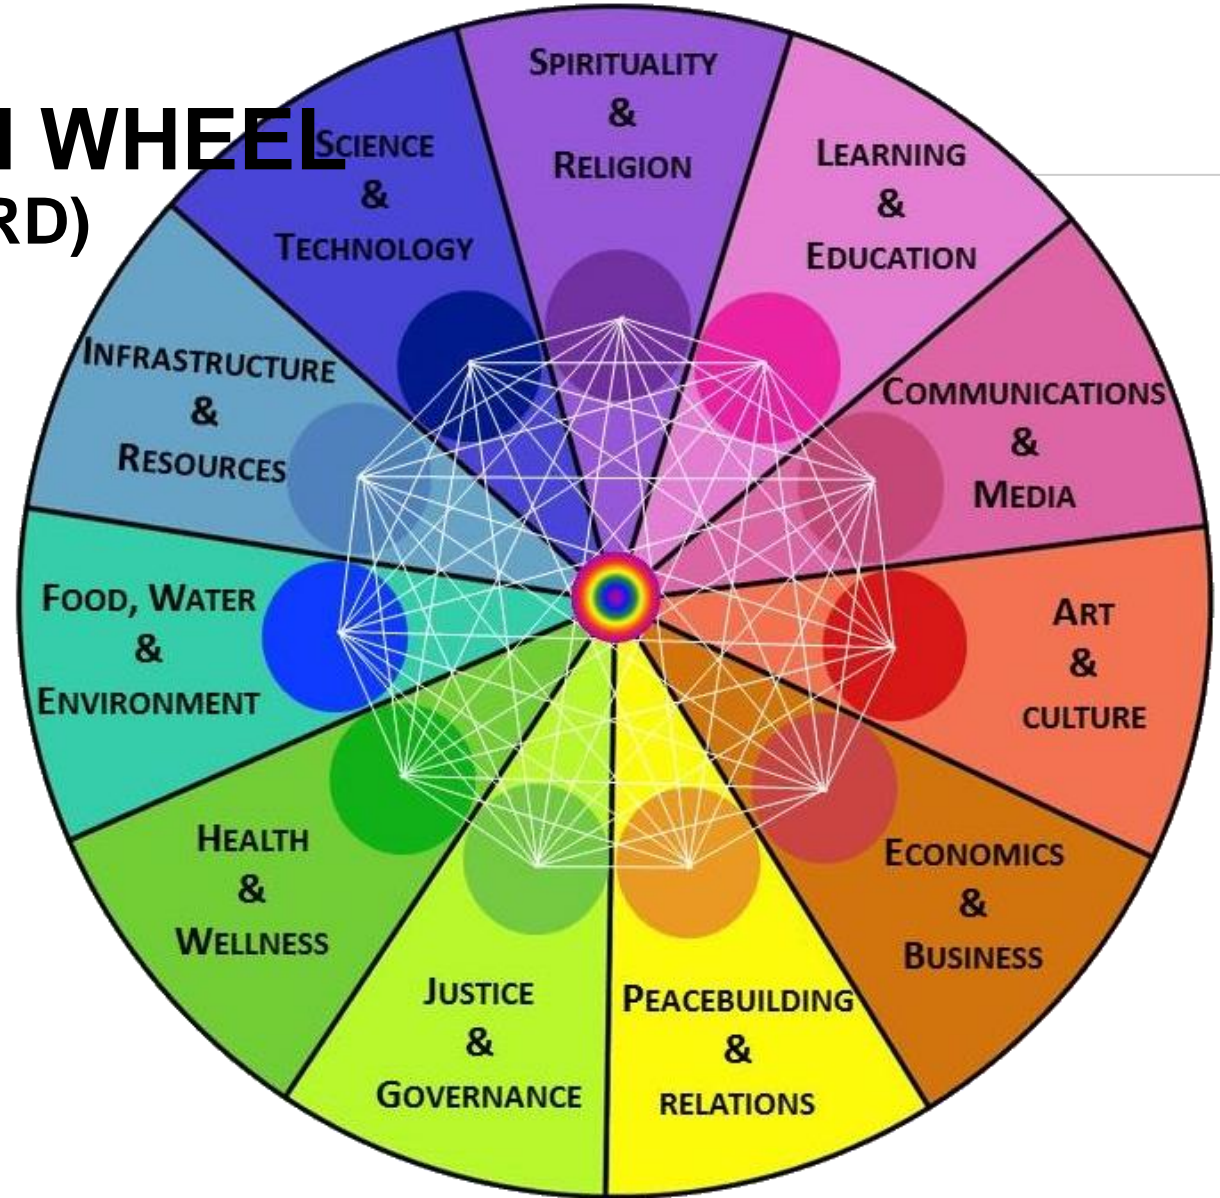 WHEEL
RD)
SPIRITUALITY
&
RELIGION
LEARNING
&
EDUCATION
COMMUNICATIONS
&
MEDIA
ART
&
CULTURE
ECONOMICS
&
BUSINESS
PEACEBUILDING
&
RELATIONS
JUSTICE
&
GOVERNANCE
HEALTH
&
WELLNESS
FOOD, WATER
&
ENVIRONMENT
INFRASTRUCTURE
&
RESOURCES
SCIENCE
&
TECHNOLOGY